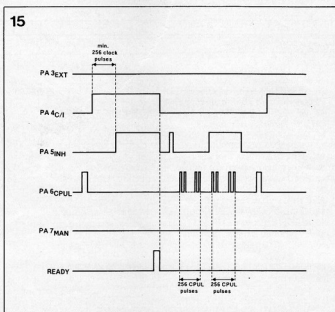 15
min.
256 clock
pulses
PA 3EXT
PA 4C/I
PA 5INH
PA 6CPUL
PA 7MAN
READY
256 CPUL
pulses
256 CPUL
pulses